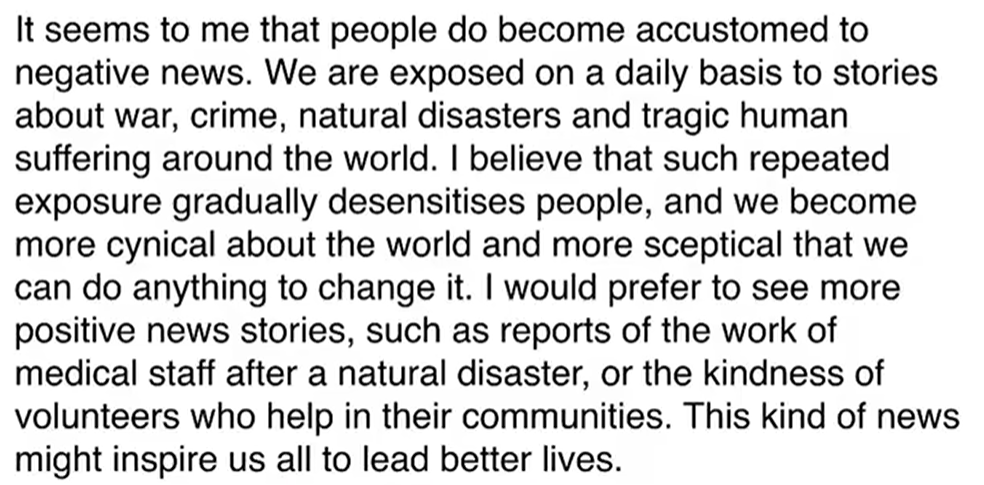 It seems to me that people do become accustomed to
negative news. We are exposed on a daily basis to stories
about war, crime, natural disasters and tragic human
suffering around the world. I believe that such repeated
exposure gradually desensitises people, and we become
more cynical about the world and more sceptical that we
can do anything to change it. I would prefer to see more
positive news stories, such as reports of the work of
medical staff after a natural disaster, or the kindness of
volunteers who help in their communities. This kind of news
might inspire us all to lead better lives.